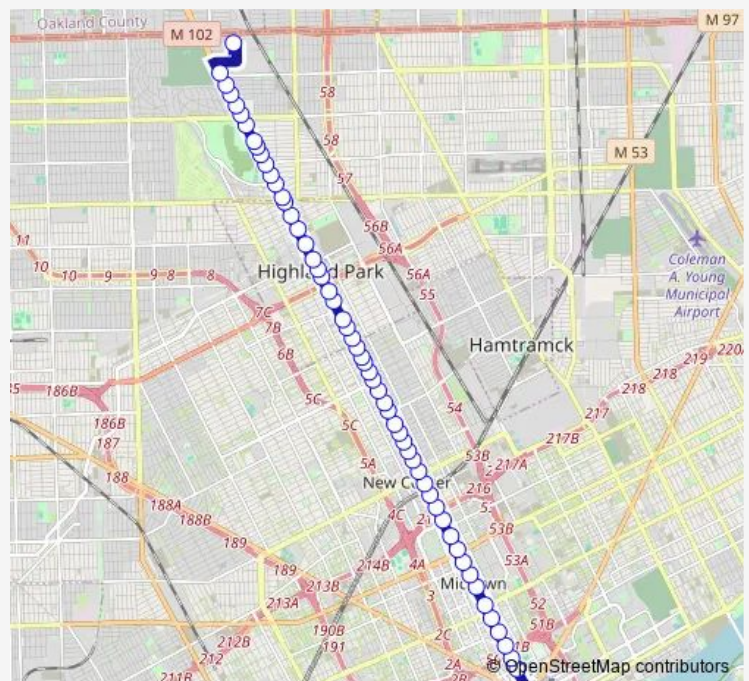 Oakland County
M 102
M 97
58
58
M 53
57
56B
56A
11
10
10
9
8
8
Highland Park
56A
55
Coleman
A. Young
Municipal
Airport
7C
7B
6B
Hamtramck
220A
219
218
218
186B
5C
54
217
186B
187
5C
217B
188
5A
53B
217A
188A
New Center
216
188B
4C
53B
189
214B
4A
53A
189
213B
Midtown
213A
3
52
190B
2C
51B
212B
191
212
2B
211B
2A
© OpenStreetMap contributors